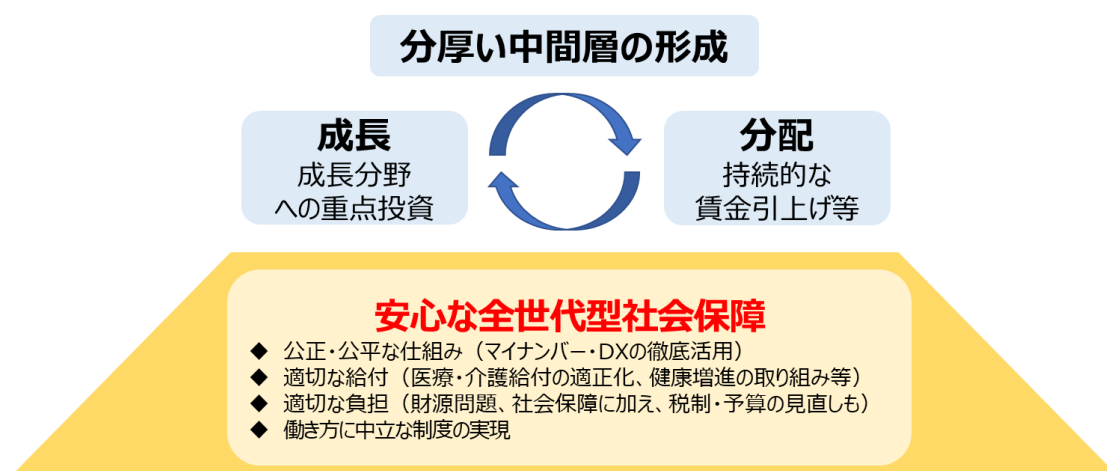 分厚い中間層の形成
成長
成長分野
への重点投資
分配
持続的な
賃金引上げ等
安心な全世代型社会保障
◆ 公正・公平な仕組み（マイナンバー・DXの徹底活用）
◆ 適切な給付（医療・介護給付の適正化、健康増進の取り組み等）
◆ 適切な負担（財源問題、社会保障に加え、税制・予算の見直しも）
◆ 働き方に中立な制度の実現